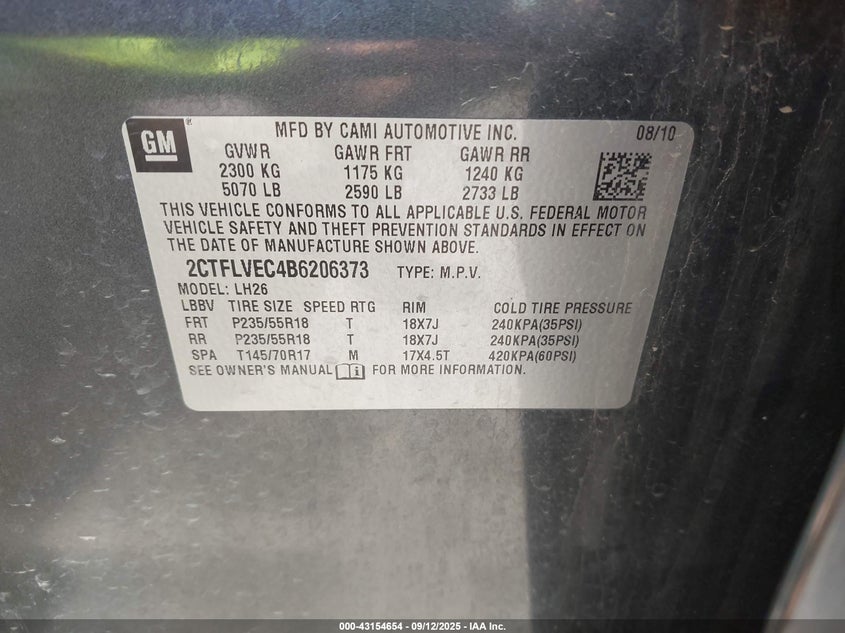 GM
®
MFD BY CAMI AUTOMOTIVE INC. 08/10
GVWR GAWR FRT GAWR RR
2300 KG 1175 KG 1240 KG
5070 LB 2590 LB 2733 LB
THIS VEHICLE CONFORMS TO ALL APPLICABLE U.S. FEDERAL MOTOR
VEHICLE SAFETY AND THEFT PREVENTION STANDARDS IN EFFECT ON
THE DATE OF MANUFACTURE SHOWN ABOVE.
2CTFLVEC4B6206373 TYPE: M.P.V.
MODEL: LH26
LBBV TIRE SIZE SPEED RTG RIM COLD TIRE PRESSURE
FRT P235/55R18 T 18X7J 240KPA(35PSI)
RR P235/55R18 T 18X7J 240KPA(35PSI)
SPA T145/70R17 M 17X4.5T 420KPA(60PSI)
SEE OWNER'S MANUAL i FOR MORE INFORMATION.
000-43154654 - 09/12/2025 - IAA Inc.